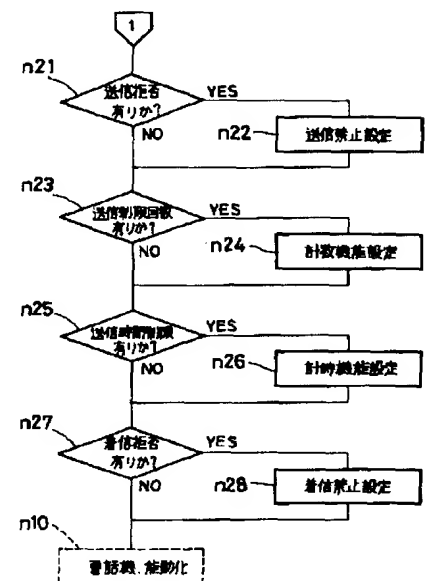 1
n21
送信拒否
有りか?
YES
NO
n22
送信禁止設定
n23
送信制限回数
有りか?
YES
NO
n24
計数機能設定
n25
送信時間制限
有りか?
YES
NO
n26
計時機能設定
n27
着信拒否
有りか?
YES
NO
n28
着信禁止設定
n10
電話機、能動化